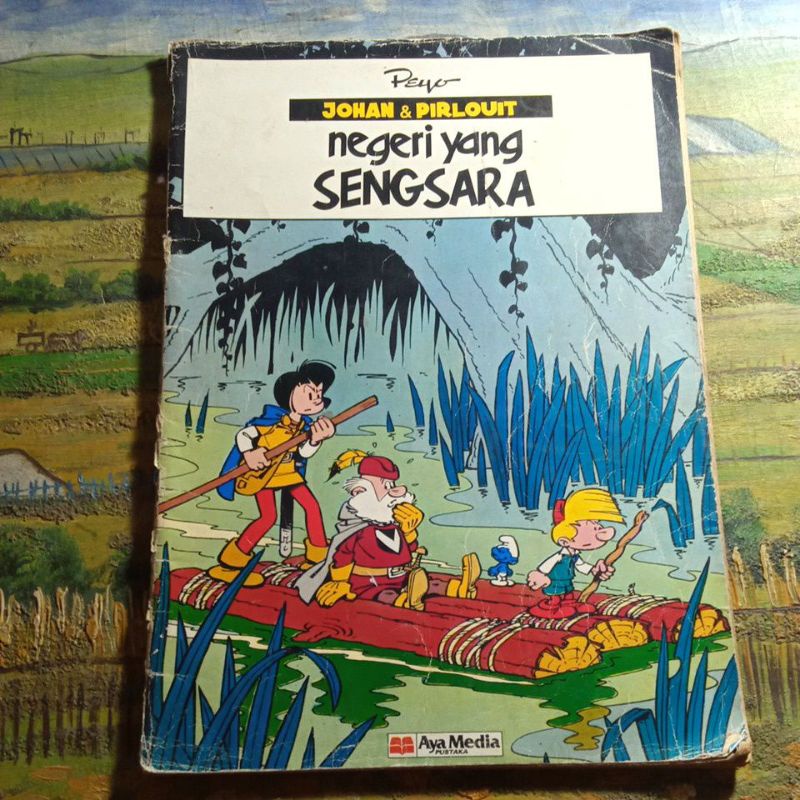 Peyo
JOHAN & PIRLOUIT
negeri yang
SENGSARA
Aya Media
PUSTAKA